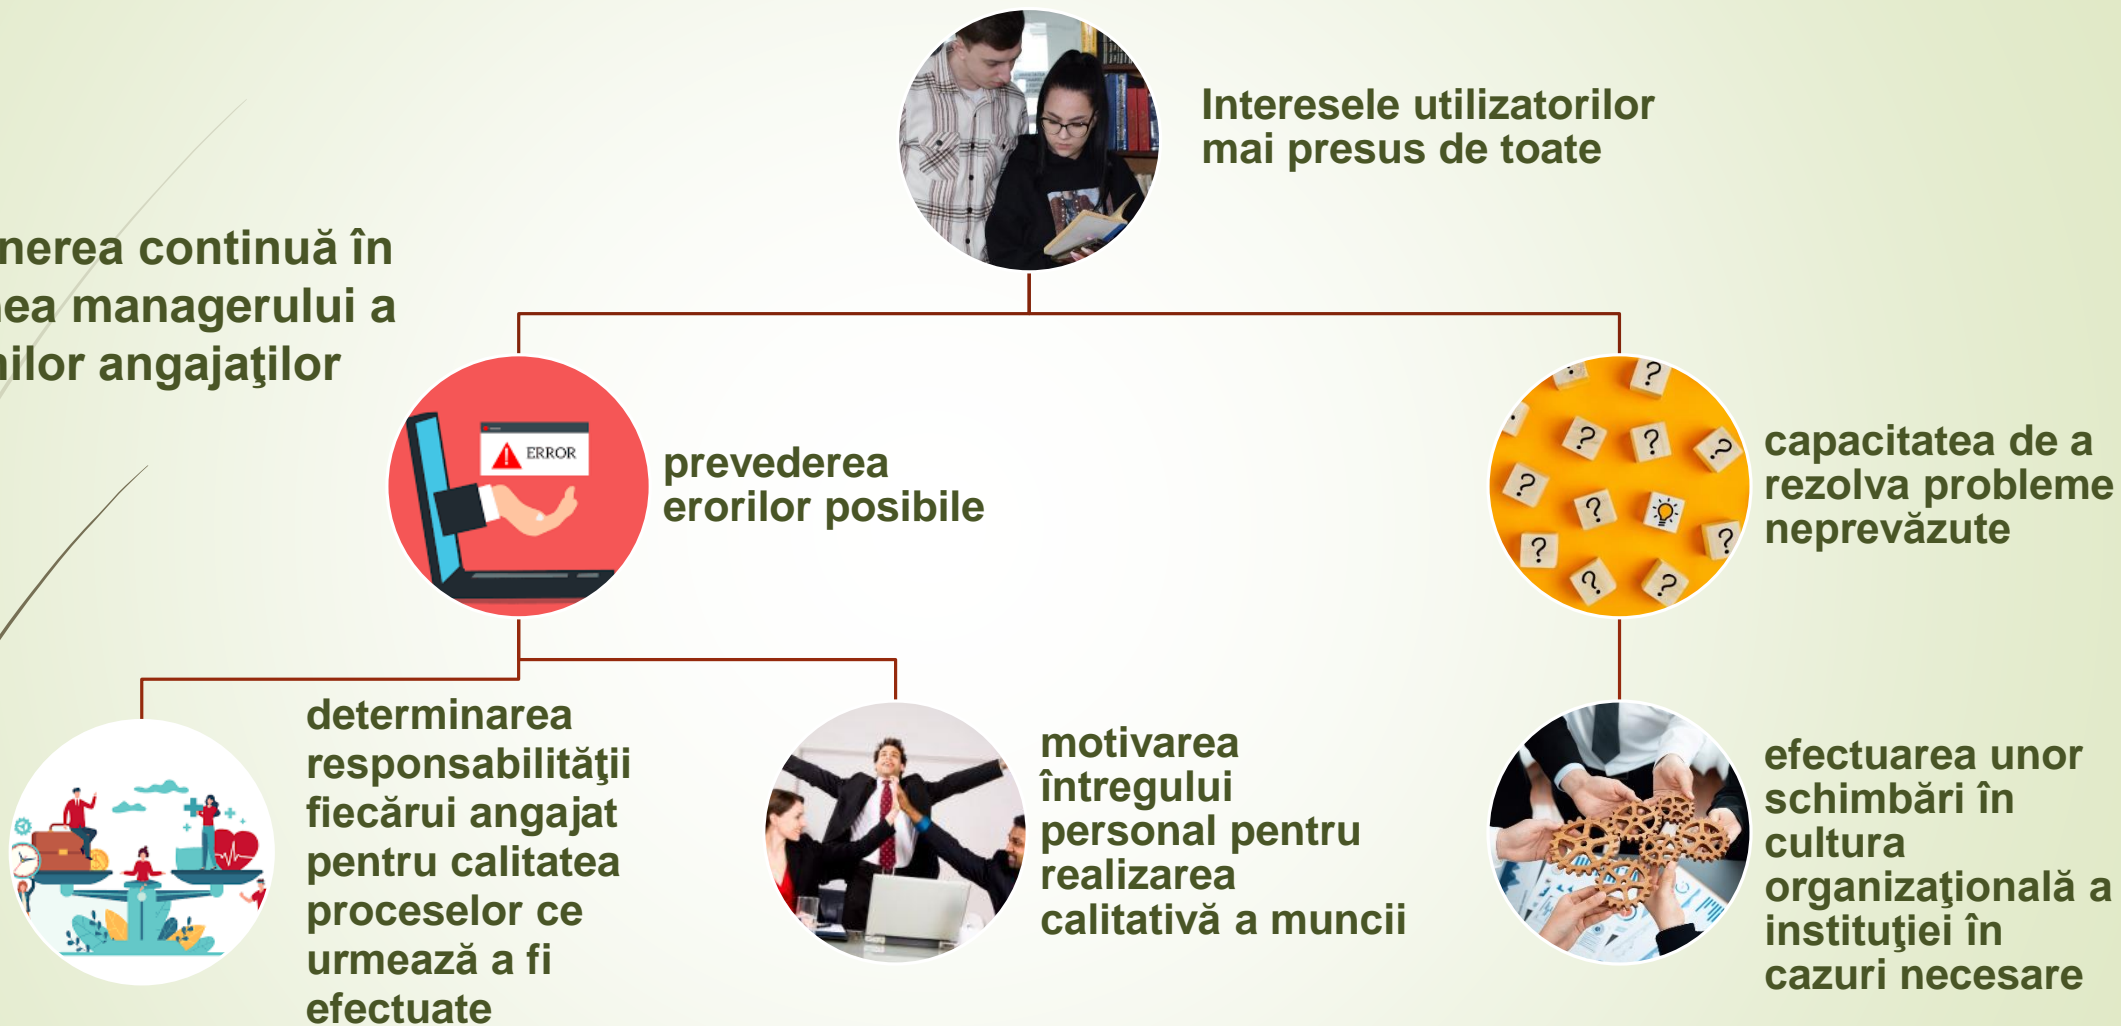 Interesele utilizatorilor
mai presus de toate
nerea continuă în
ea managerului a
ilor angajaţilor
ERROR
prevederea
erorilor posibile
? ? ? ? ? ? ? ? ? ?
capacitatea de a
rezolva probleme
neprevăzute
determinarea
responsabilităţii
fiecărui angajat
pentru calitatea
proceselor ce
urmează a fi
efectuate
motivarea
întregului
personal pentru
realizarea
calitativă a muncii
efectuarea unor
schimbări în
cultura
organizaţională a
instituţiei în
cazuri necesare